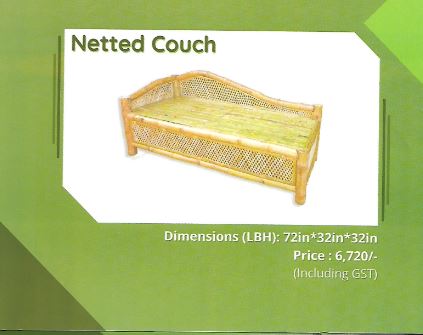 Netted Couch
Dimensions (LBH): 72in*32in*32in
Price : 6,720/-
(Including GST)